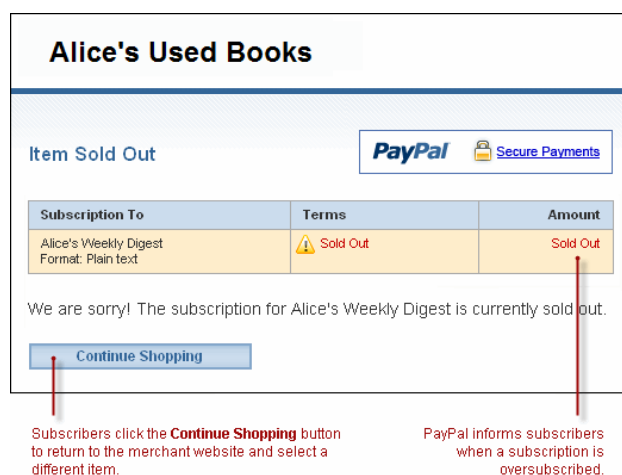 Alice's Used Books
Item Sold Out
PayPal Secure Payments
Subscription To Terms Amount
Alice's Weekly Digest Sold Out Sold Out
Format: Plain text
We are sorry! The subscription for Alice's Weekly Digest is currently sold out.
Continue Shopping
Subscribers click the Continue Shopping button
to return to the merchant website and select a
different item.
PayPal informs subscribers
when a subscription is
oversubscribed.